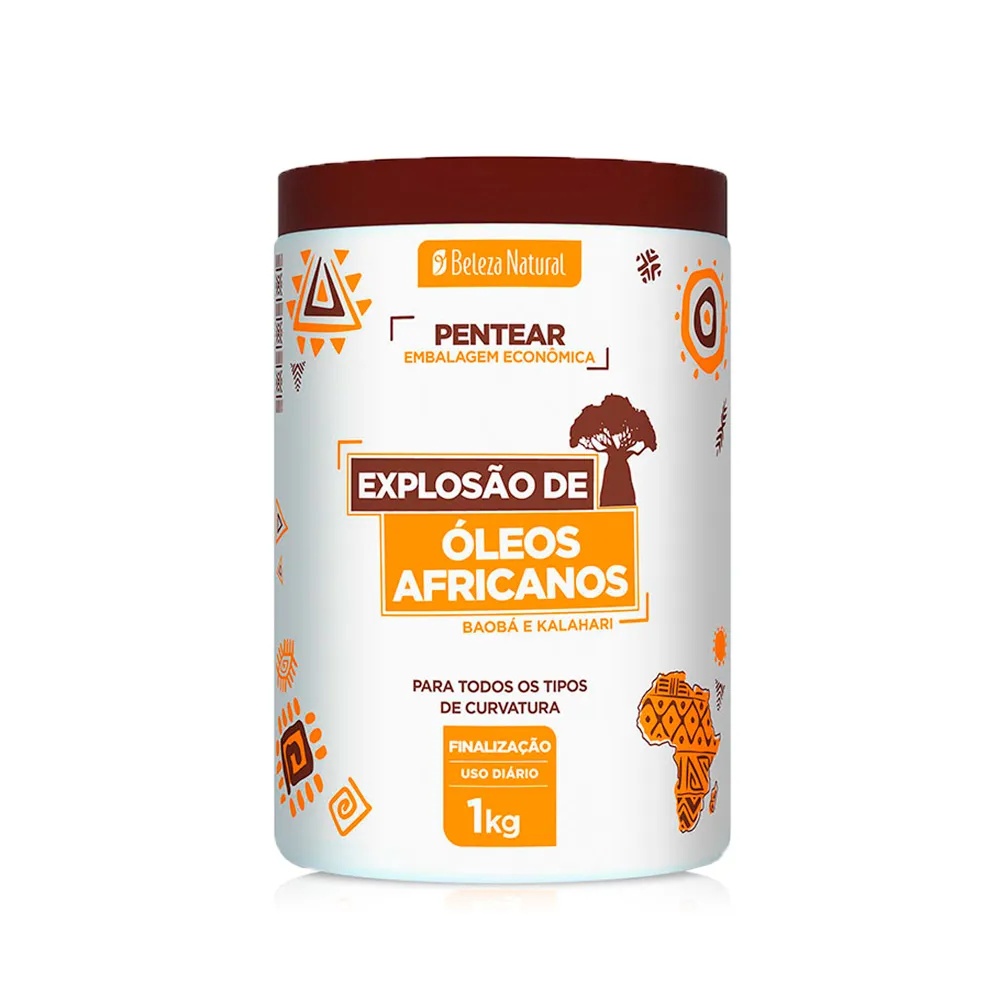 Beleza Natural
PENTEAR
EMBALAGEM ECONÔMICA
EXPLOSÃO DE
ÓLEOS
AFRICANOS
BAOBÁ E KALAHARI
PARA TODOS OS TIPOS
DE CURVATURA
FINALIZAÇÃO
USO DIÁRIO
1kg